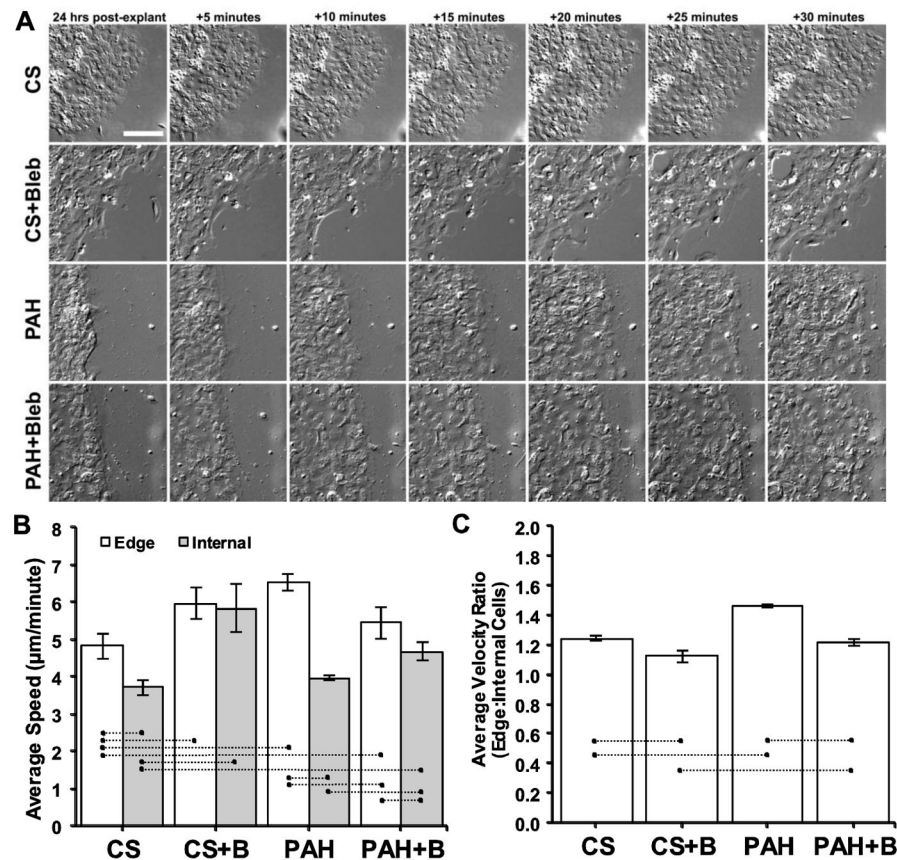 A
24 hrs post-explant +5 minutes +10 minutes +15 minutes +20 minutes +25 minutes +30 minutes
CS
CS+Bleb
PAH
PAH+Bleb
B
Average Speed (µm/minute)
8
7
6
5
4
3
2
1
0
Edge Internal
CS CS+B PAH PAH+B
C
Average Velocity Ratio
(Edge:Internal Cells)
2.0
1.8
1.6
1.4
1.2
1.0
0.8
0.6
0.4
0.2
0.0
CS CS+B PAH PAH+B